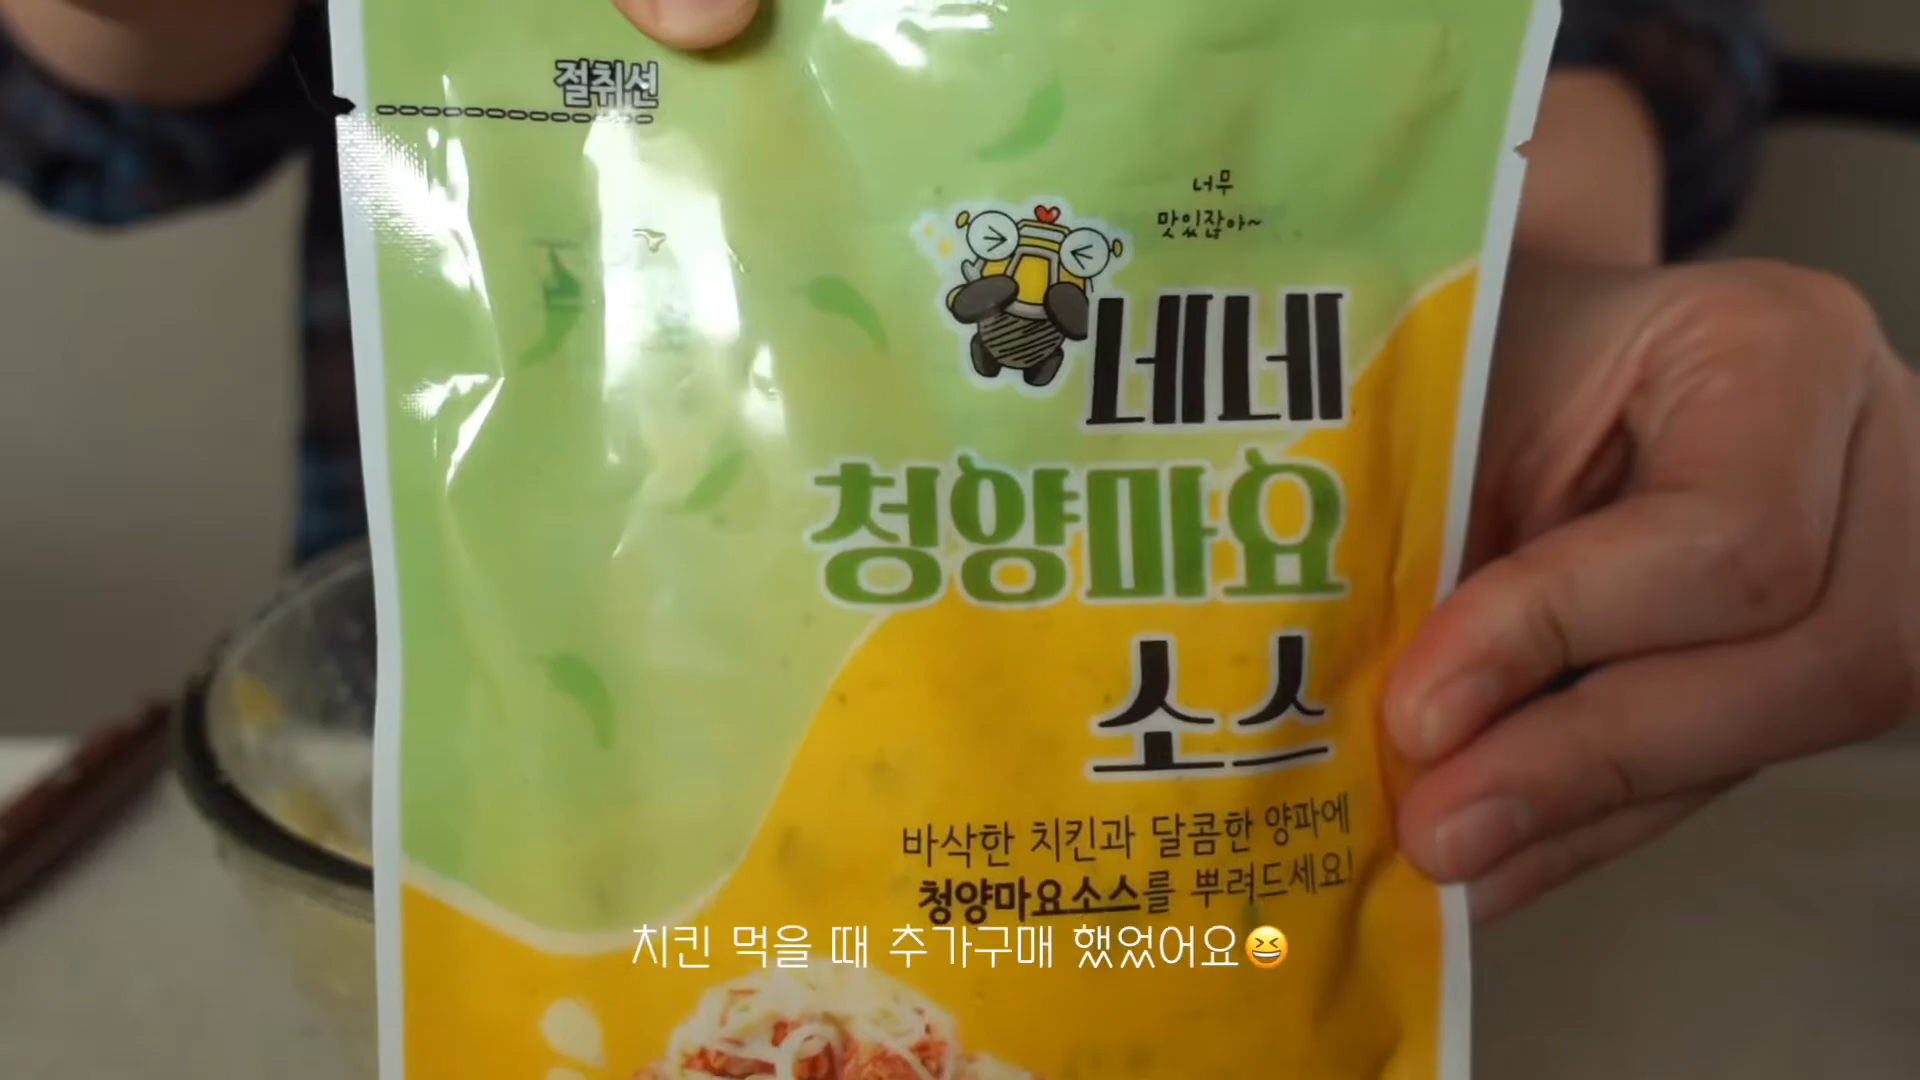 절취선
너무
맛있잖아~
네네
청양마요
소스
바삭한 치킨과 달콤한 양파에
청양마요소스를 뿌려드세요!
치킨 먹을 때 추가구매 했었어요😆